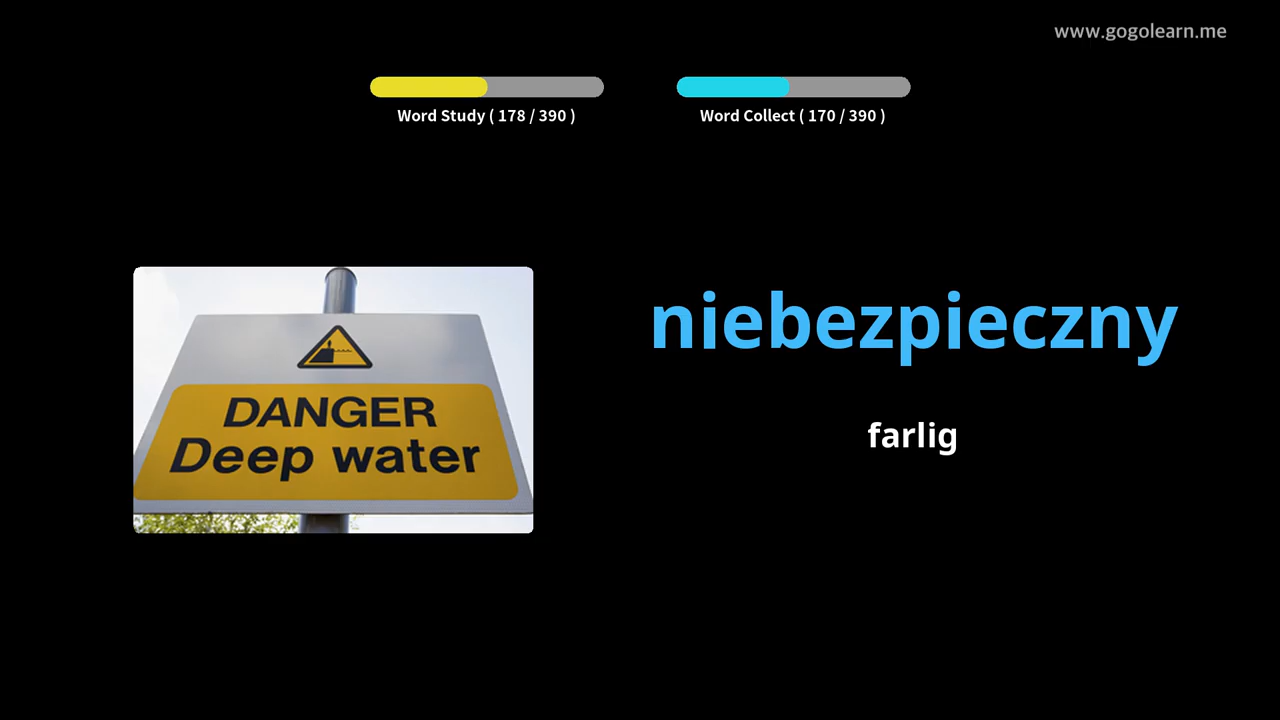 www.gogolearn.me
Word Study ( 178 / 390 )
Word Collect ( 170 / 390 )
DANGER
Deep water
niebezpieczny
farlig